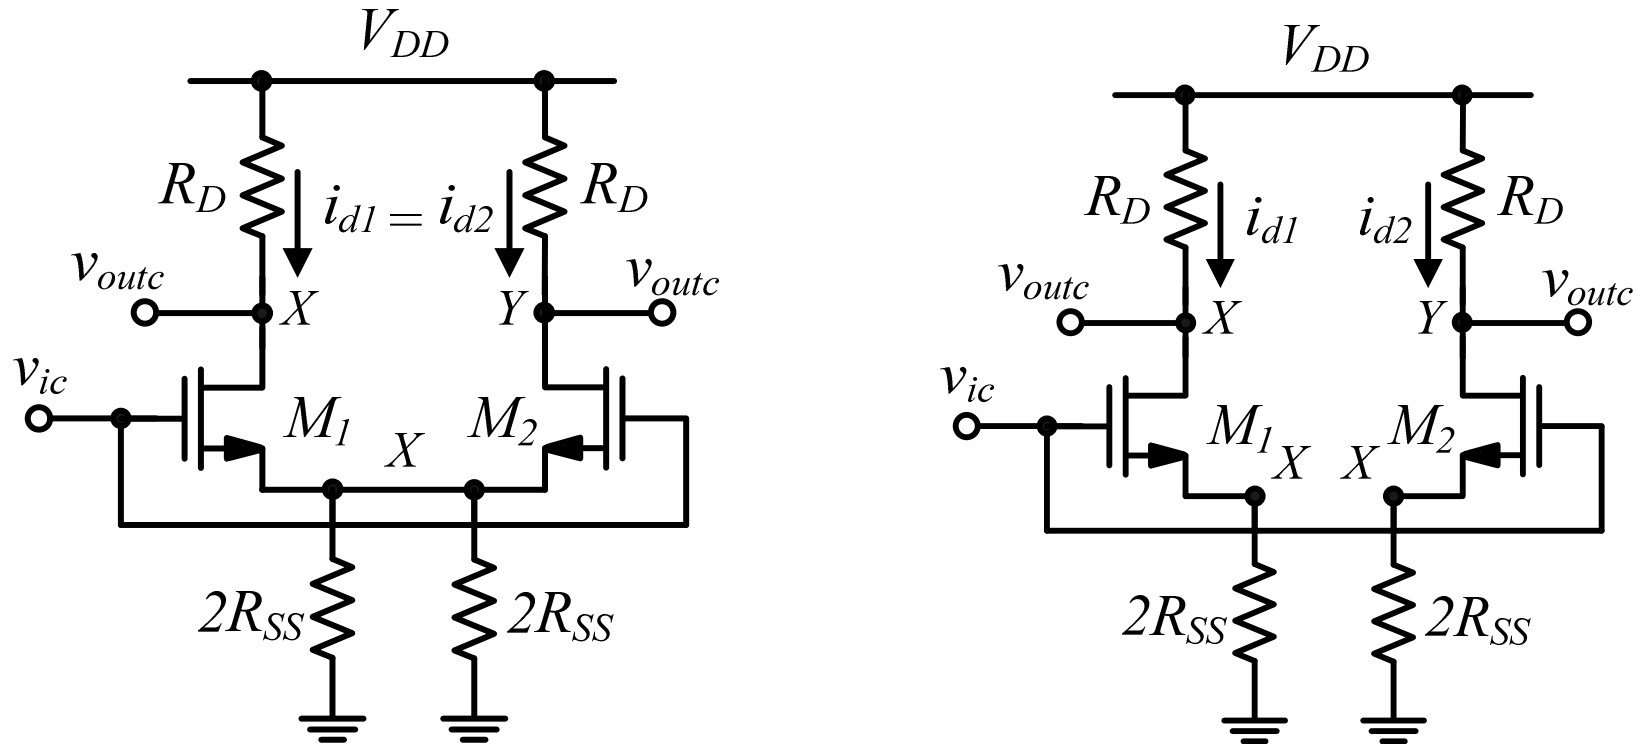 V_DD
R_D i_d1 = i_d2 R_D
v_outc X Y v_outc
v_ic M_1 X M_2
2R_SS 2R_SS
V_DD
R_D i_d1 i_d2 R_D
v_outc X Y v_outc
v_ic M_1 X X M_2
2R_SS 2R_SS